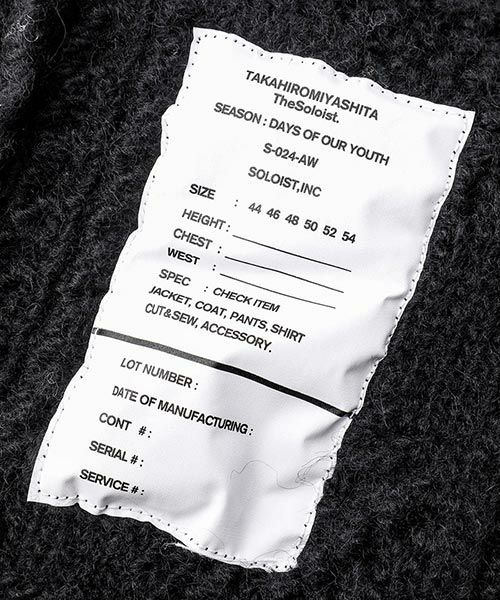 TAKAHIROMIYASHITA
TheSoloist.
SEASON : DAYS OF OUR YOUTH
S-024-AW
SOLOIST,INC
SIZE : 44 46 48 50 52 54
HEIGHT :
CHEST :
WEST :
SPEC : CHECK ITEM
JACKET, COAT, PANTS, SHIRT
CUT&SEW, ACCESSORY.
LOT NUMBER :
DATE OF MANUFACTURING :
CONT #:
SERIAL #:
SERVICE #: